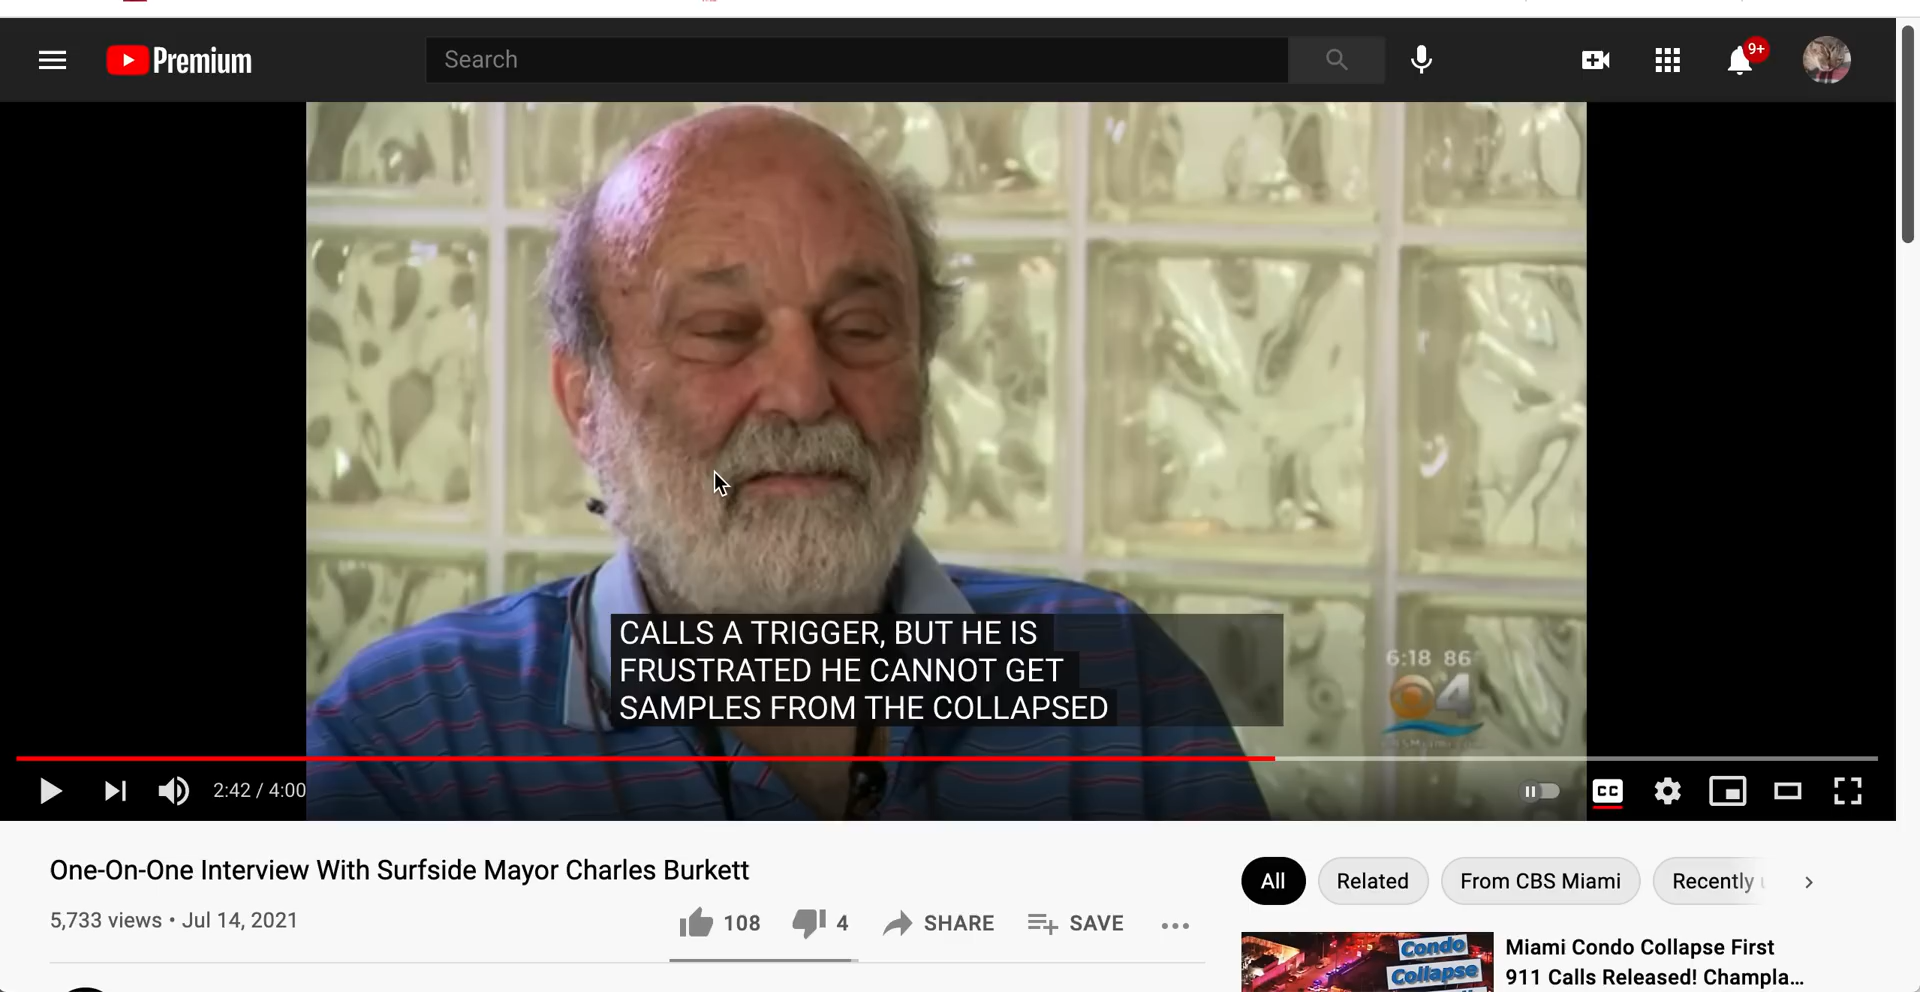 Premium
Search
9+
CALLS A TRIGGER, BUT HE IS
FRUSTRATED HE CANNOT GET
SAMPLES FROM THE COLLAPSED
6:18 86
4
2:42 / 4:00
CC
One-On-One Interview With Surfside Mayor Charles Burkett
5,733 views • Jul 14, 2021
108
4
SHARE
SAVE
All
Related
From CBS Miami
Recently
Condo
Collapse
Miami Condo Collapse First
911 Calls Released! Champla...